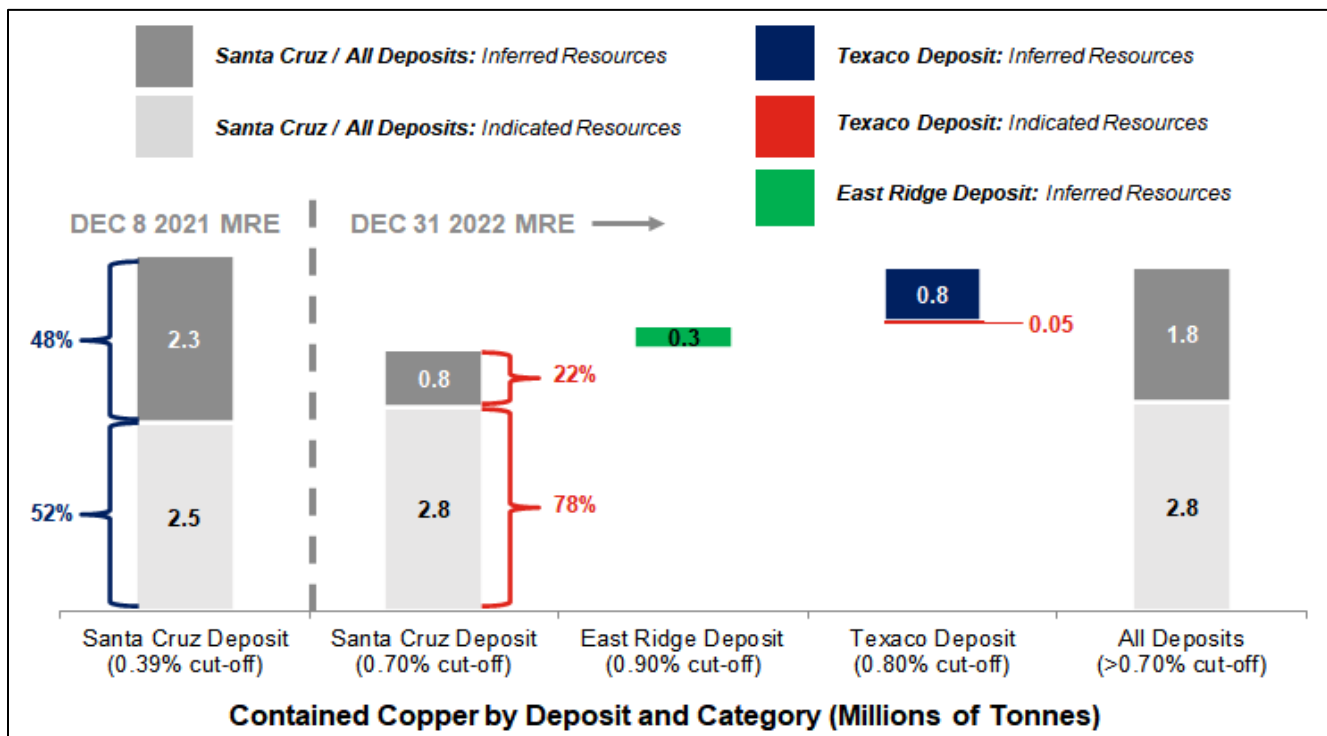 Santa Cruz / All Deposits: Inferred Resources
Texaco Deposit: Inferred Resources
Santa Cruz / All Deposits: Indicated Resources
Texaco Deposit: Indicated Resources
East Ridge Deposit: Inferred Resources
DEC 8 2021 MRE
DEC 31 2022 MRE
48%
2.3
52%
2.5
0.8
22%
2.8
78%
0.3
0.8
0.05
1.8
2.8
Santa Cruz Deposit
(0.39% cut-off)
Santa Cruz Deposit
(0.70% cut-off)
East Ridge Deposit
(0.90% cut-off)
Texaco Deposit
(0.80% cut-off)
All Deposits
(>0.70% cut-off)
Contained Copper by Deposit and Category (Millions of Tonnes)